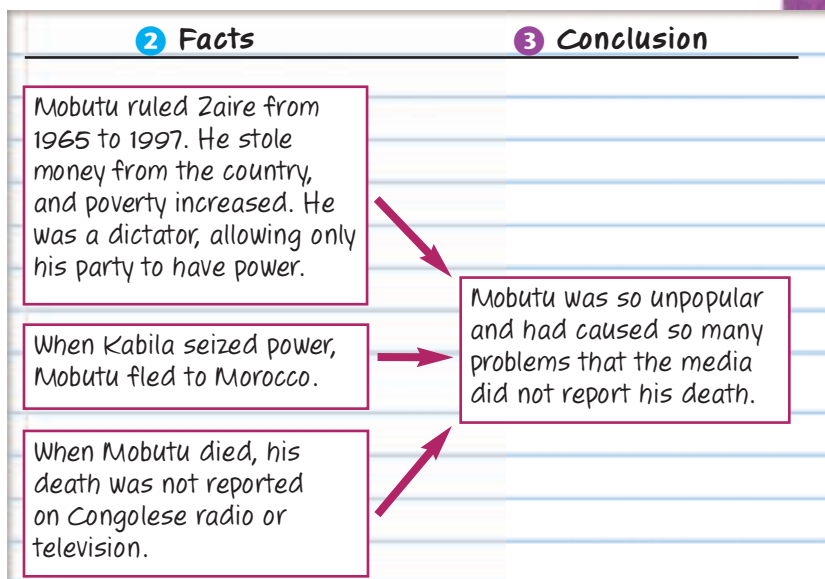 2 Facts
3 Conclusion
Mobutu ruled Zaire from
1965 to 1997. He stole
money from the country,
and poverty increased. He
was a dictator, allowing only
his party to have power.
When Kabila seized power,
Mobutu fled to Morocco.
When Mobutu died, his
death was not reported
on Congolese radio or
television.
Mobutu was so unpopular
and had caused so many
problems that the media
did not report his death.